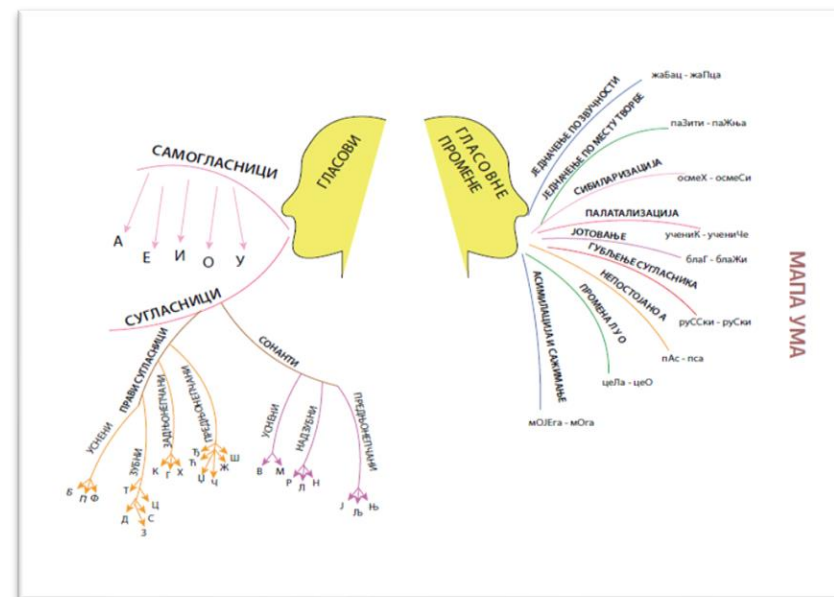 ГЛАСОВИ
САМОГЛАСНИЦИ
А
Е
И
О
У
СУГЛАСНИЦИ
ПРАВИ СУГЛАСНИЦИ
УСНЕНИ
Б
П
Ф
ЗУБНИ
Т
Д
З
С
Ц
ЗАДЊОНЕПЧАНИ
К
Г
Х
ПРЕДЊОНЕПЧАНИ
Ђ
Ћ
Џ
Ч
Ж
Ш
СОНАНТИ
УСНЕНИ
В
М
НАДЗУБНИ
Р
Л
Н
ПРЕДЊОНЕПЧАНИ
Ј
Љ
Њ
ГЛАСОВНЕ
ПРОМЕНЕ
ЈЕДНАЧЕЊЕ ПО ЗВУЧНОСТИ
жаБац - жаПца
ЈЕДНАЧЕЊЕ ПО МЕСТУ ТВОРБЕ
паЗити - паЖња
СИБИЛАРИЗАЦИЈА
осмеХ - осмеСи
ПАЛАТАЛИЗАЦИЈА
учениК - учениЧе
ЈОТОВАЊЕ
блаГ - блаЖи
ГУБЉЕЊЕ СУГЛАСНИКА
руССки - руСки
НЕПОСТОЈАНО А
пАс - пса
ПРОМЕНА Л У О
цеЛа - цеО
АСИМИЛАЦИЈА И САЖИМАЊЕ
мОЈЕга - мОга
МАПА УМА